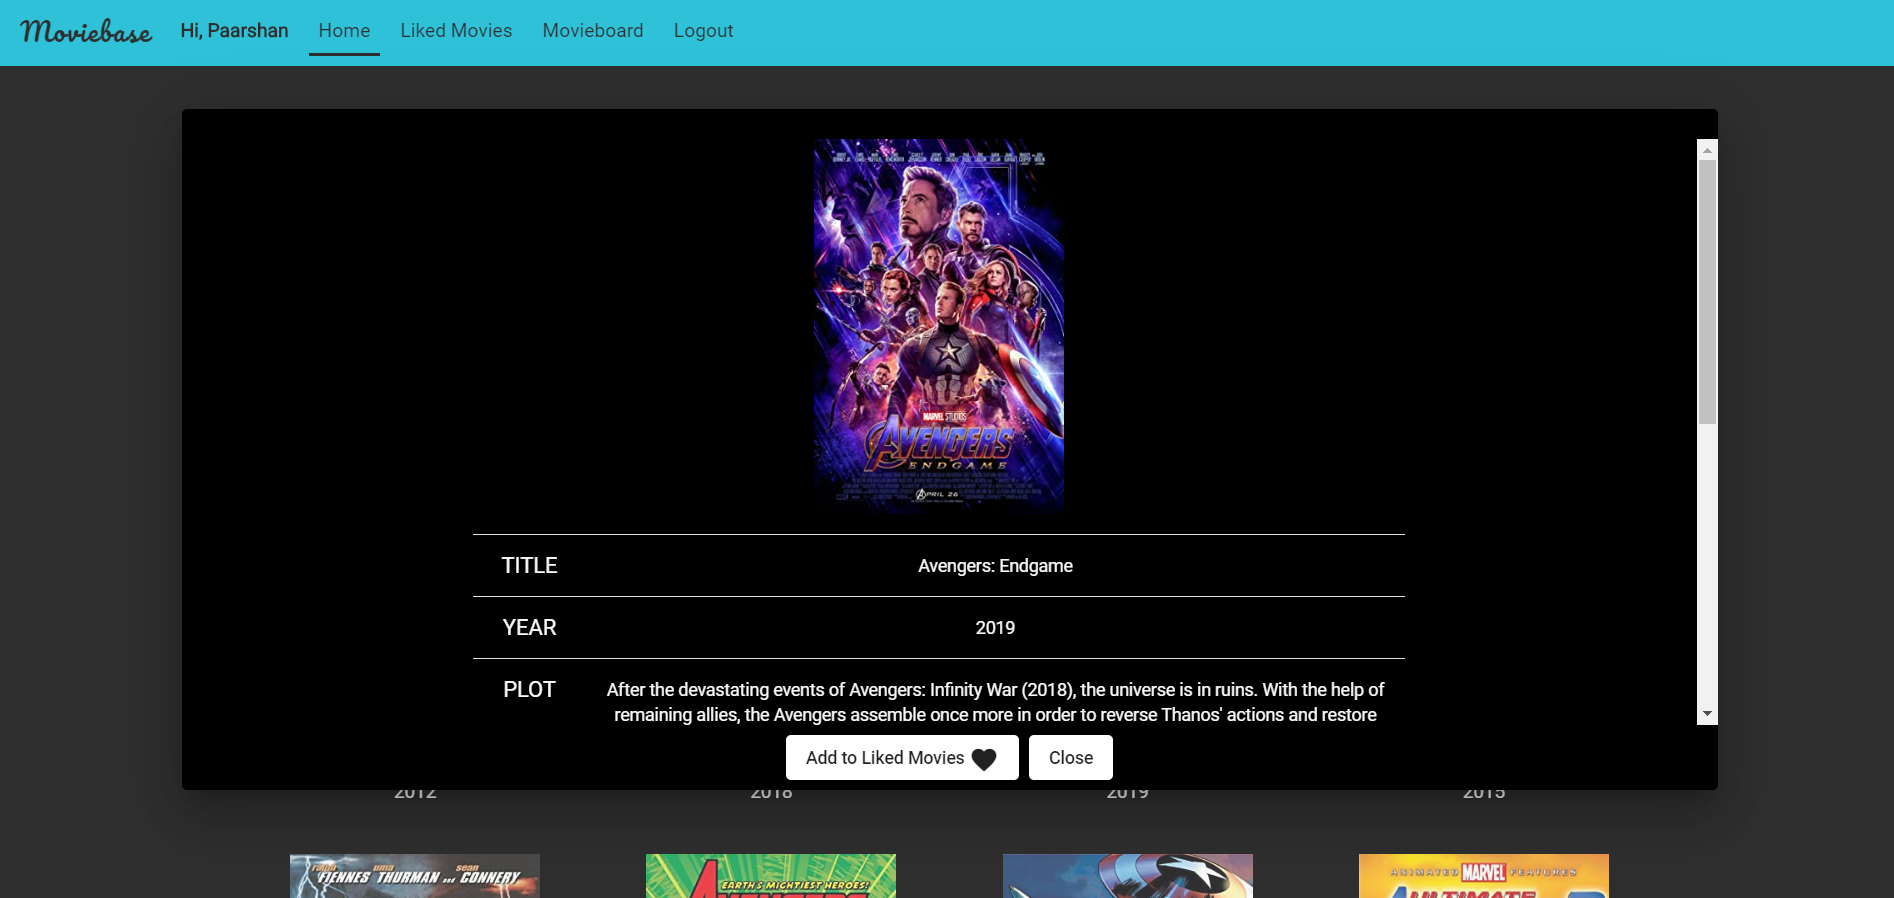 Moviebase Hi, Paarshan Home Liked Movies Movieboard Logout
MARVEL STUDIOS
AVENGERS
ENDGAME
APRIL 26
TITLE Avengers: Endgame
YEAR 2019
PLOT After the devastating events of Avengers: Infinity War (2018), the universe is in ruins. With the help of
remaining allies, the Avengers assemble once more in order to reverse Thanos' actions and restore
Add to Liked Movies Close
2012 2018 2019 2015
ralph uma sean
FIENNES THURMAN and CONNERY
EARTH'S MIGHTIEST HEROES!
AVENGERS
ANIMATED MARVEL FEATURES
ULTIMATE